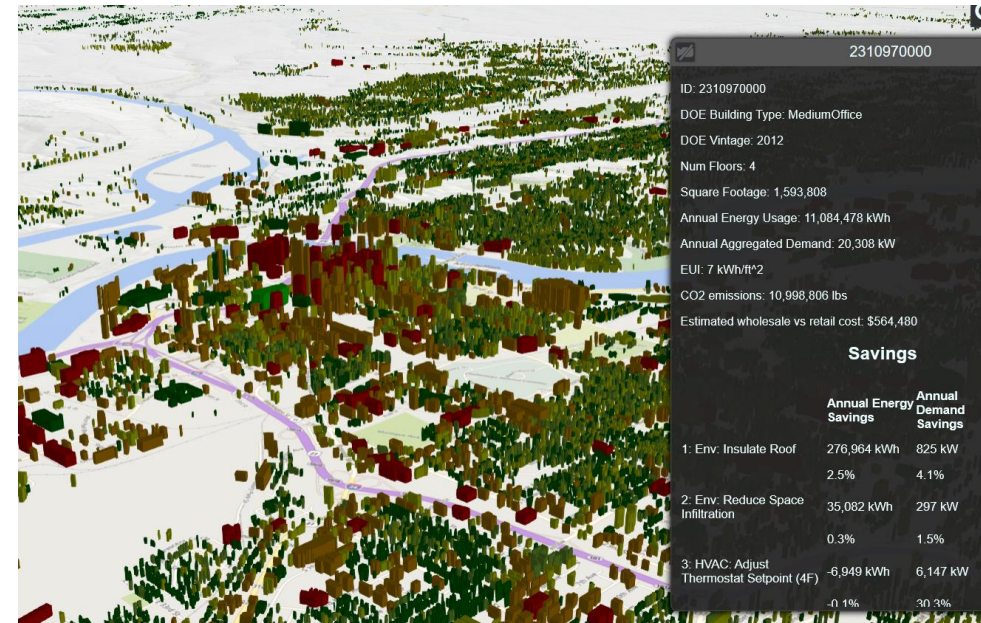 2310970000
ID: 2310970000
DOE Building Type: MediumOffice
DOE Vintage: 2012
Num Floors: 4
Square Footage: 1,593,808
Annual Energy Usage: 11,084,478 kWh
Annual Aggregated Demand: 20,308 kW
EUI: 7 kWh/ft^2
CO2 emissions: 10,998,806 lbs
Estimated wholesale vs retail cost: $564,480
Savings
Annual Energy Savings
Annual Demand Savings
1: Env: Insulate Roof 276,964 kWh 825 kW
2.5% 4.1%
2: Env: Reduce Space Infiltration 35,082 kWh 297 kW
0.3% 1.5%
3: HVAC: Adjust Thermostat Setpoint (4F) -6,949 kWh 6,147 kW
-0.1% 30.3%